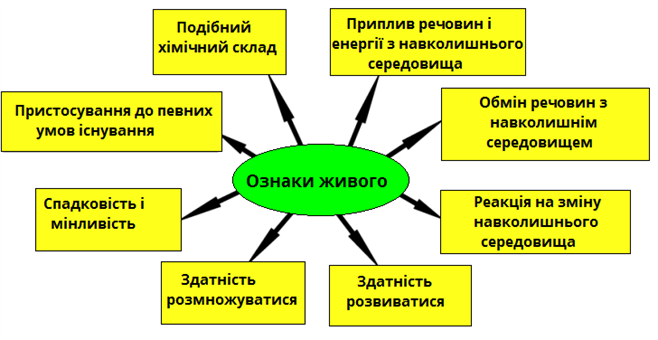 Подібний
хімічний склад
Приплив речовин і
енергії з навколишнього
середовища
Пристосування до певних
умов існування
Обмін речовин з
навколишнім
середовищем
Ознаки живого
Спадковість і
мінливість
Реакція на зміну
навколишнього
середовища
Здатність
розмножуватися
Здатність
розвиватися